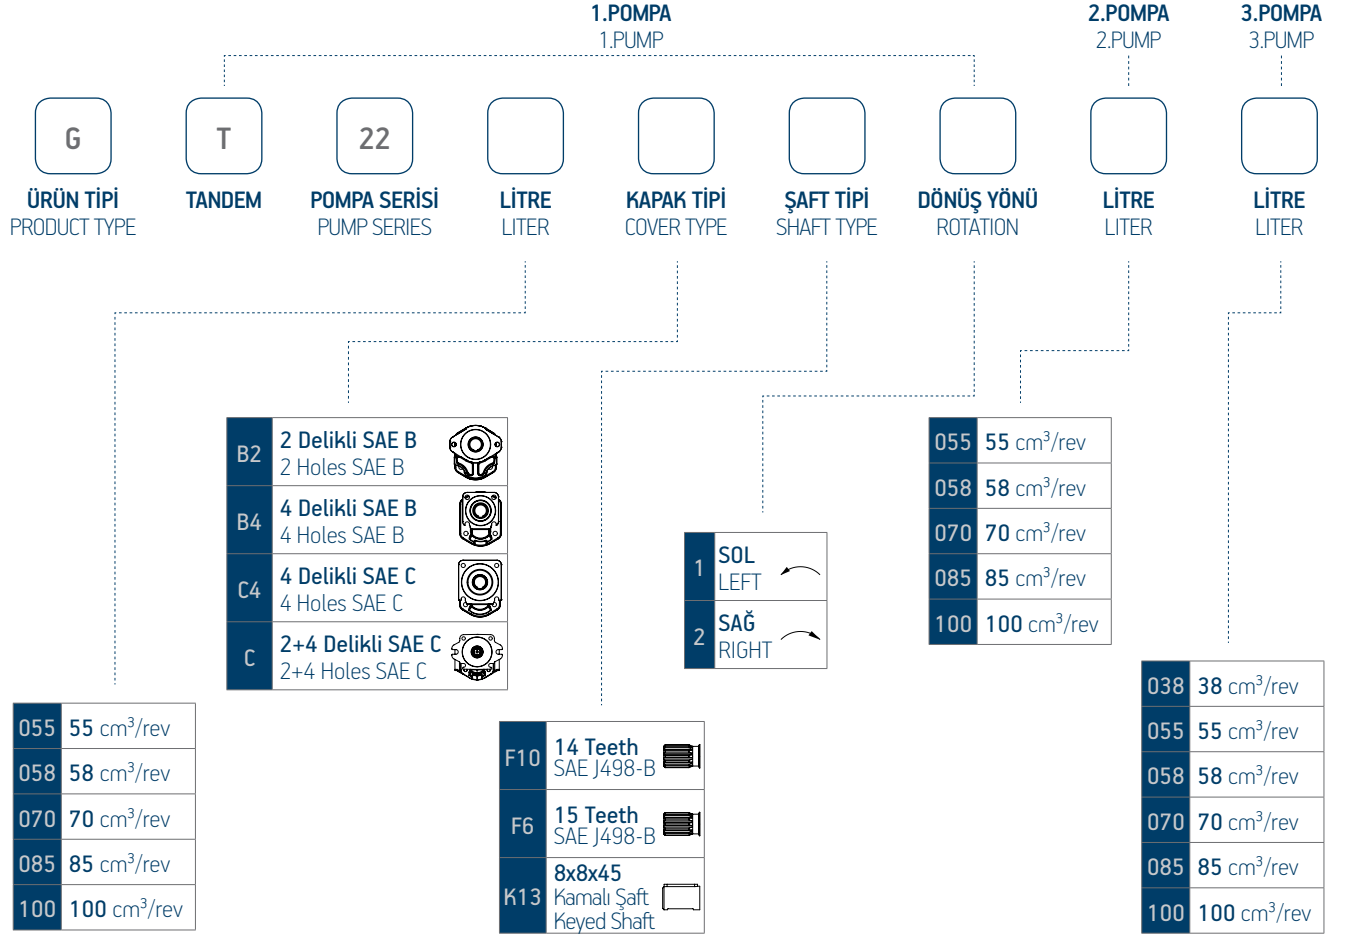 1.POMPA
1.PUMP
2.POMPA
2.PUMP
3.POMPA
3.PUMP
G
T
22
ÜRÜN TİPİ
PRODUCT TYPE
TANDEM
POMPA SERİSİ
PUMP SERIES
LİTRE
LITER
KAPAK TİPİ
COVER TYPE
ŞAFT TİPİ
SHAFT TYPE
DÖNÜŞ YÖNÜ
ROTATION
LİTRE
LITER
LİTRE
LITER
055 55 cm³/rev
058 58 cm³/rev
070 70 cm³/rev
085 85 cm³/rev
100 100 cm³/rev
B2 2 Delikli SAE B
2 Holes SAE B
B4 4 Delikli SAE B
4 Holes SAE B
C4 4 Delikli SAE C
4 Holes SAE C
C 2+4 Delikli SAE C
2+4 Holes SAE C
F10 14 Teeth
SAE J498-B
F6 15 Teeth
SAE J498-B
K13 8x8x45
Kamalı Şaft
Keyed Shaft
1 SOL
LEFT
2 SAĞ
RIGHT
055 55 cm³/rev
058 58 cm³/rev
070 70 cm³/rev
085 85 cm³/rev
100 100 cm³/rev
038 38 cm³/rev
055 55 cm³/rev
058 58 cm³/rev
070 70 cm³/rev
085 85 cm³/rev
100 100 cm³/rev